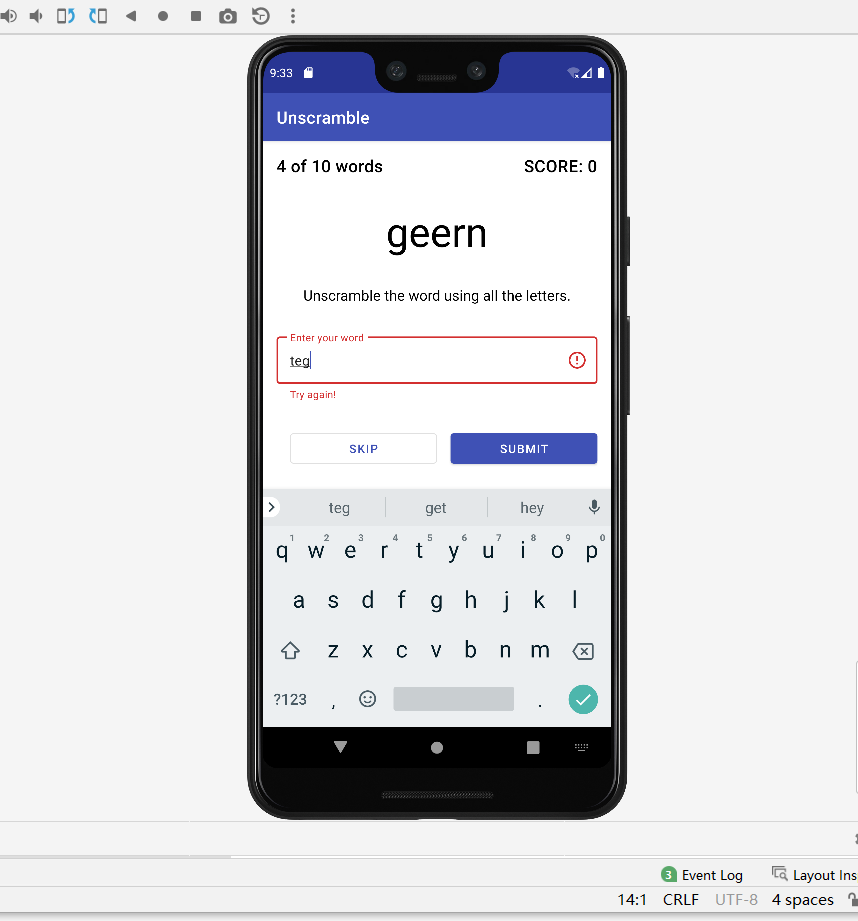 9:33
Unscramble
4 of 10 words SCORE: 0
geern
Unscramble the word using all the letters.
Enter your word
teg
Try again!
SKIP SUBMIT
teg get hey
1 2 3 4 5 6 7 8 9 0
q w e r t y u i o p
a s d f g h j k l
z x c v b n m
?123 , .
3 Event Log Layout Ins
14:1 CRLF UTF-8 4 spaces